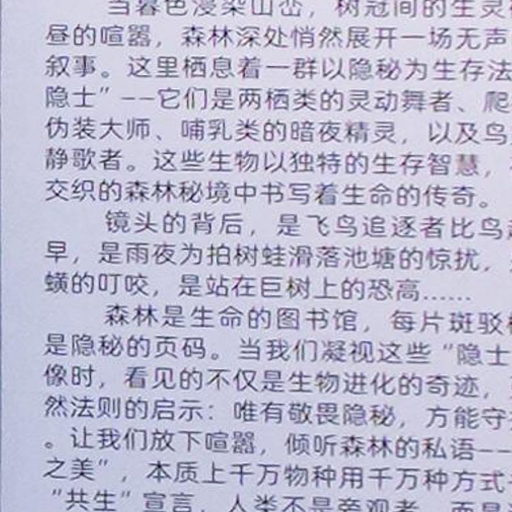 当暮色浸染山峦，树冠间的生灵
昼的喧嚣，森林深处悄然展开一场无声
叙事。这里栖息着一群以隐秘为生存法
隐士”——它们是两栖类的灵动舞者、爬
伪装大师、哺乳类的暗夜精灵，以及鸟
静歌者。这些生物以独特的生存智慧，
交织的森林秘境中书写着生命的传奇。
镜头的背后，是飞鸟追逐者比鸟
早，是雨夜为拍树蛙滑落池塘的惊扰，
蟥的叮咬，是站在巨树上的恐高……
森林是生命的图书馆，每片斑驳
是隐秘的页码。当我们凝视这些“隐士
像时，看见的不仅是生物进化的奇迹，
然法则的启示：唯有敬畏隐秘，方能守
。让我们放下喧嚣，倾听森林的私语——
之美”，本质上千万物种用千万种方式
“共生”宣言，人类不是旁观者，而是